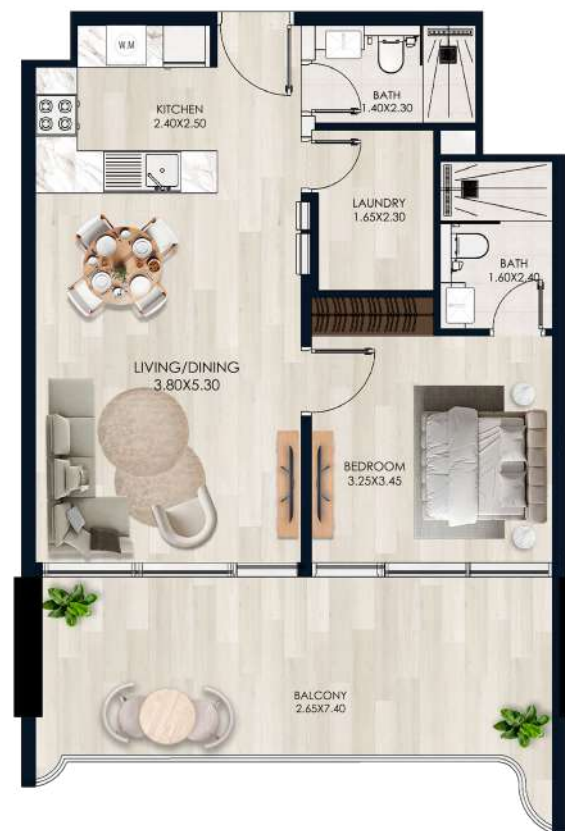 W.M
KITCHEN
2.40X2.50
BATH
1.40X2.30
LAUNDRY
1.65X2.30
BATH
1.60X2.40
LIVING/DINING
3.80X5.30
BEDROOM
3.25X3.45
BALCONY
2.65X7.40